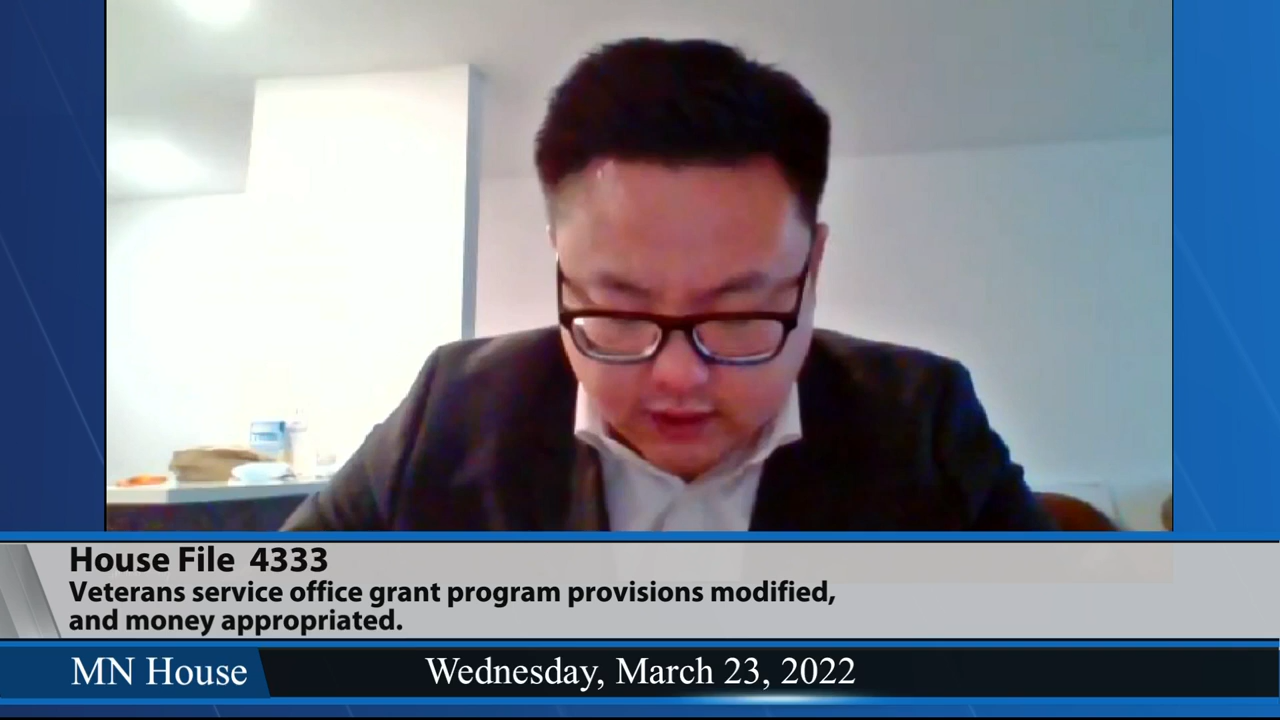 House File 4333
Veterans service office grant program provisions modified,
and money appropriated.
MN House
Wednesday, March 23, 2022